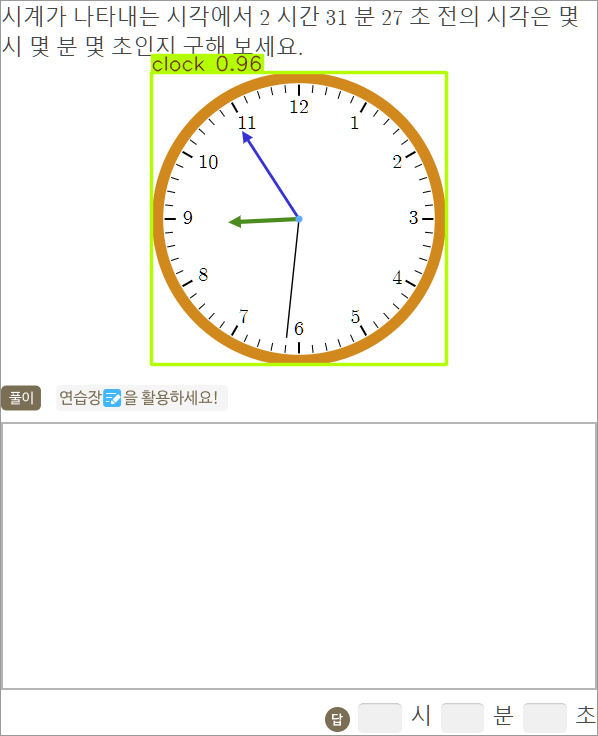 시계가 나타내는 시각에서 2 시간 31 분 27 초 전의 시각은 몇
시 몇 분 몇 초인지 구해 보세요.
clock 0.96
12
11
1
10
2
9
3
8
4
7
5
6
풀이 연습장을 활용하세요!
답 시 분 초